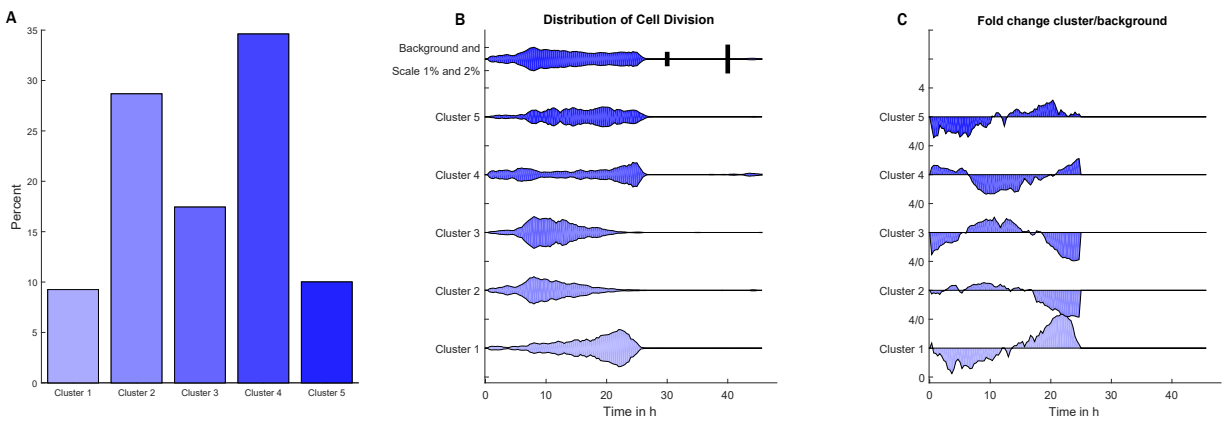 A
35
30
25
20
15
10
5
0
Percent
Cluster 1
Cluster 2
Cluster 3
Cluster 4
Cluster 5
B
Distribution of Cell Division
Background and
Scale 1% and 2%
Cluster 5
Cluster 4
Cluster 3
Cluster 2
Cluster 1
0
10
20
30
40
Time in h
C
Fold change cluster/background
4
Cluster 5
4/0
Cluster 4
4/0
Cluster 3
4/0
Cluster 2
4/0
Cluster 1
0
0
10
20
30
40
Time in h